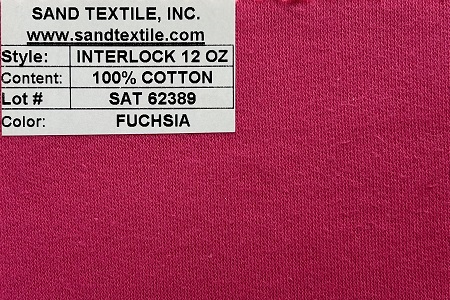 SAND TEXTILE, INC.
www.sandtextile.com
Style: INTERLOCK 12 OZ
Content: 100% COTTON
Lot # SAT 62389
Color: FUCHSIA